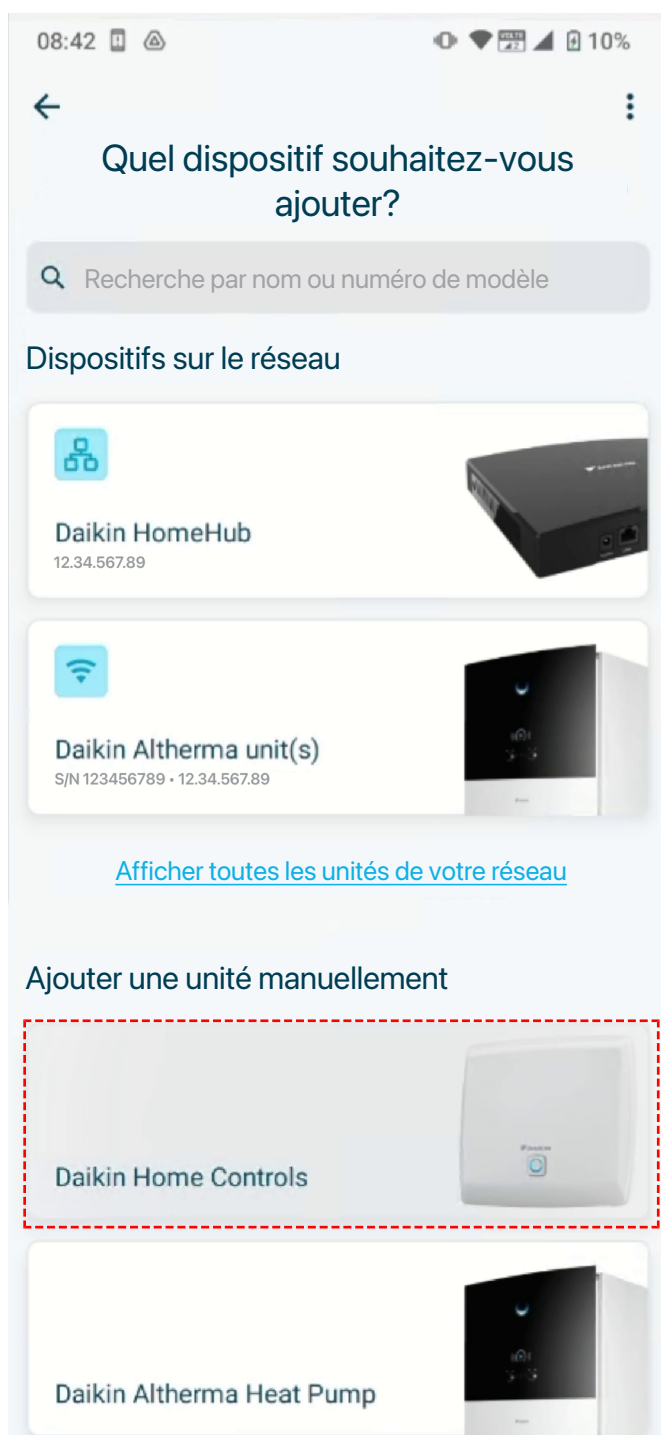 08:42
10%
Quel dispositif souhaitez-vous
ajouter?
Recherche par nom ou numéro de modèle
Dispositifs sur le réseau
Daikin HomeHub
12.34.567.89
Daikin Altherma unit(s)
S/N 123456789 • 12.34.567.89
Afficher toutes les unités de votre réseau
Ajouter une unité manuellement
Daikin Home Controls
Daikin Altherma Heat Pump